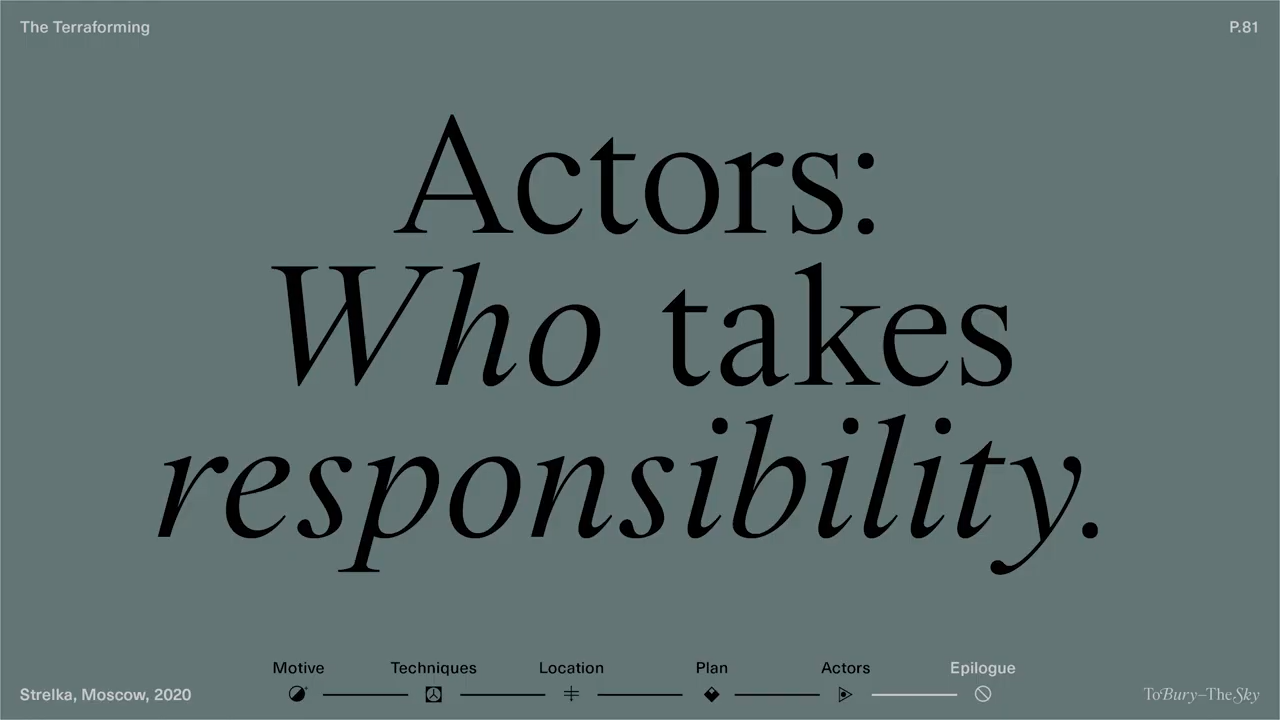 The Terraforming
P.81
Actors:
Who takes
responsibility.
Motive
Techniques
Location
Plan
Actors
Epilogue
Strelka, Moscow, 2020
To Bury–The Sky